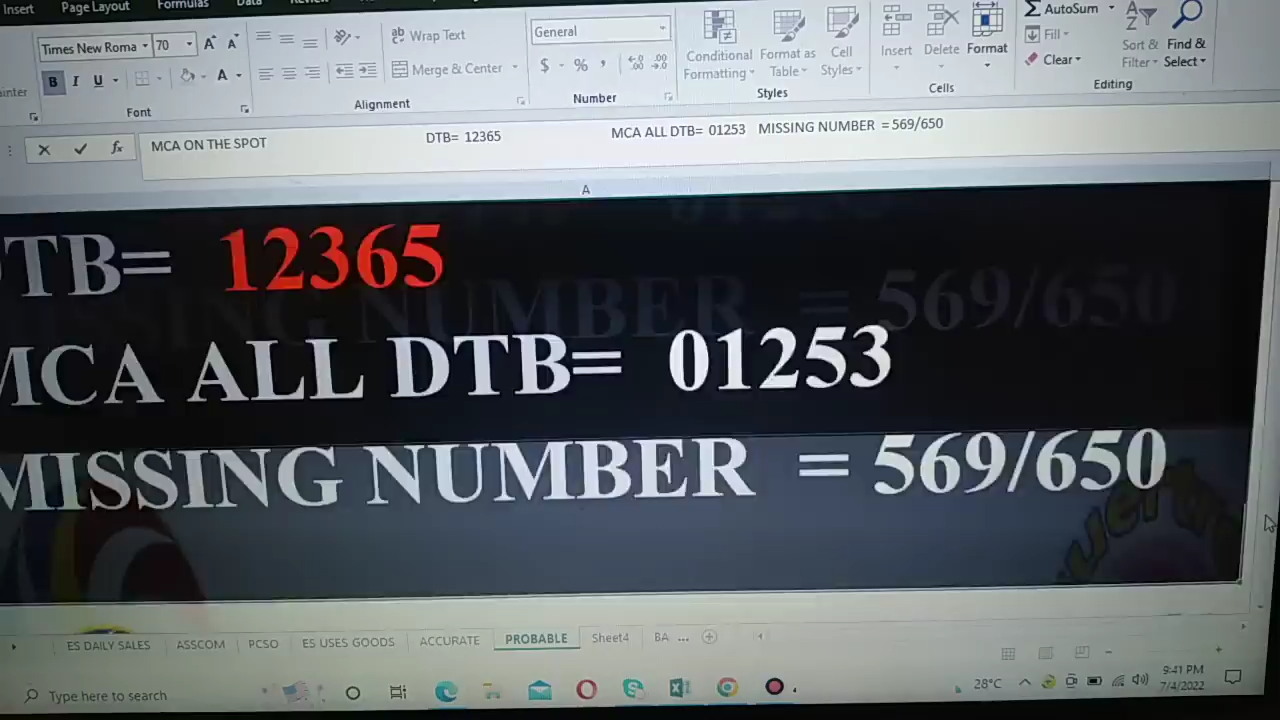 Insert Page Layout Formulas
Times New Roma 70
Wrap Text
General
Conditional Formatting
Format as Table
Cell Styles
Insert Delete Format
AutoSum
Fill
Clear
Sort & Filter
Find & Select
B I U
Merge & Center
$ % ,
Font Alignment Number Styles Cells Editing
fx MCA ON THE SPOT DTB= 12365 MCA ALL DTB= 01253 MISSING NUMBER =569/650
A
DTB= 12365
MCA ALL DTB= 01253
MISSING NUMBER = 569/650
ES DAILY SALES ASSCOM PCSO ES USES GOODS ACCURATE PROBABLE Sheet4 BA ...
Type here to search
28°C
9:41 PM
7/4/2022